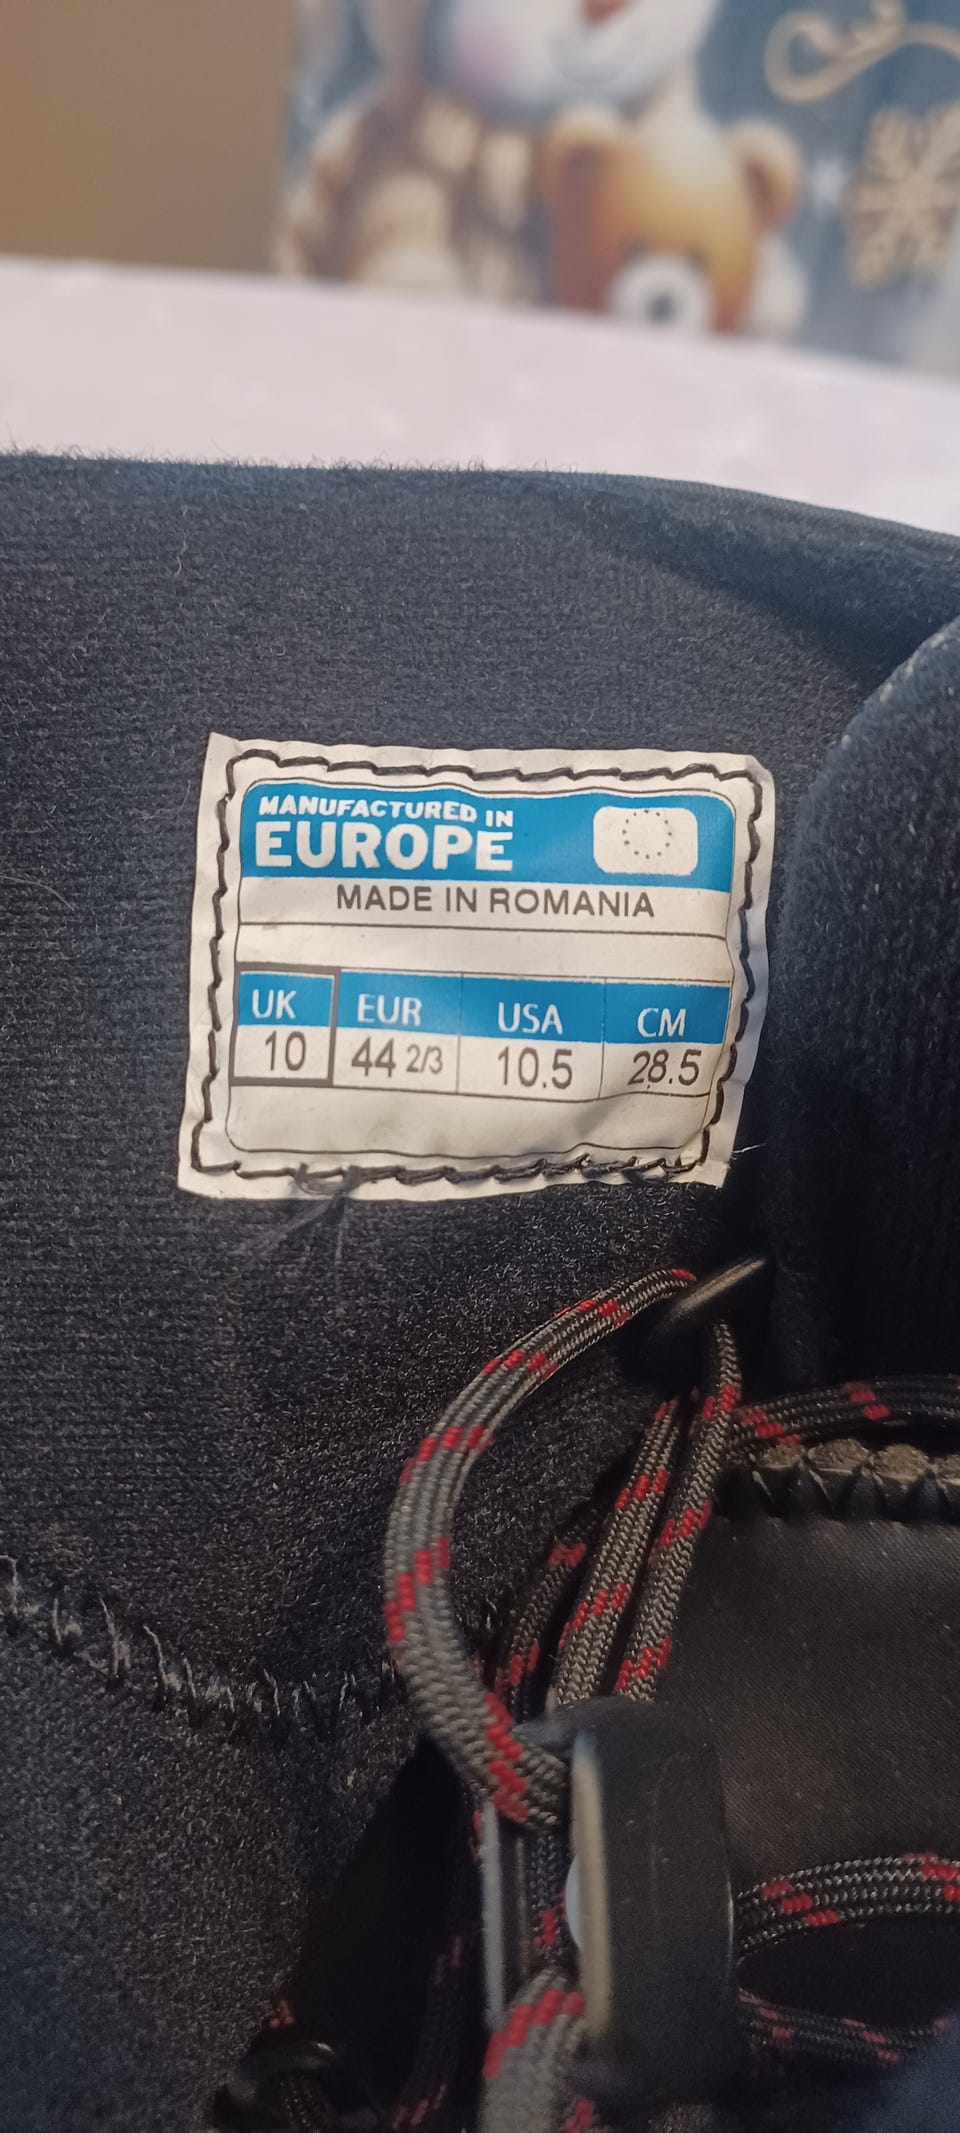 MANUFACTURED IN
EUROPE
MADE IN ROMANIA
UK EUR USA CM
10 44 2/3 10.5 28.5